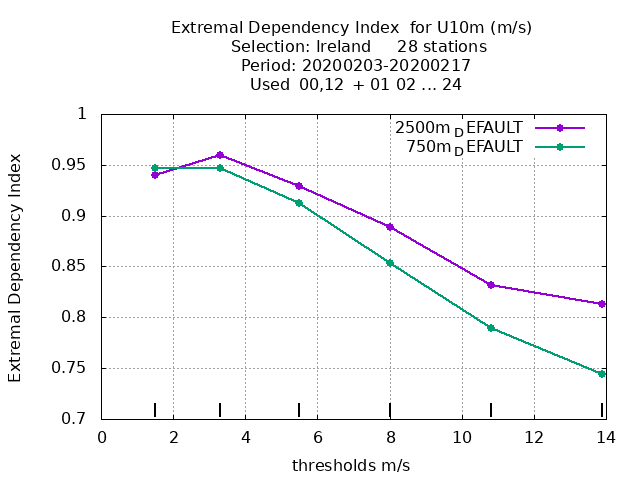 Extremal Dependency Index  for U10m (m/s)
Selection: Ireland     28 stations
Period: 20200203-20200217
Used  00,12  + 01 02 ... 24
2500m_DEFAULT
750m_DEFAULT
Extremal Dependency Index
1
0.95
0.9
0.85
0.8
0.75
0.7
0 2 4 6 8 10 12 14
thresholds m/s